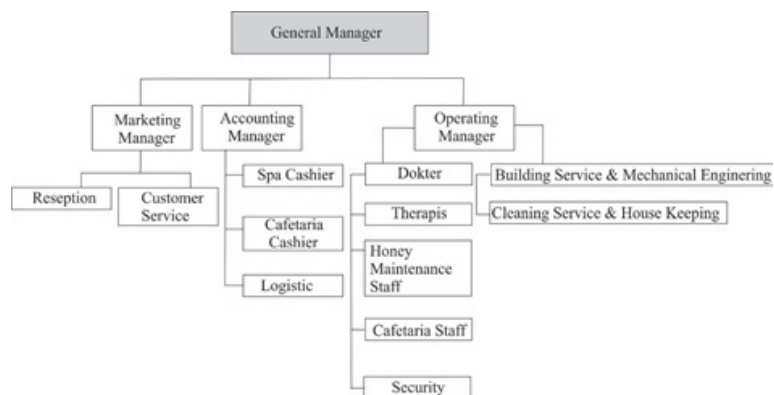 General Manager
Marketing
Manager
Accounting
Manager
Operating
Manager
Reseption
Customer
Service
Spa Cashier
Cafetaria
Cashier
Logistic
Dokter
Therapis
Honey
Maintenance
Staff
Cafetaria Staff
Security
Building Service & Mechanical Enginering
Cleaning Service & House Keeping